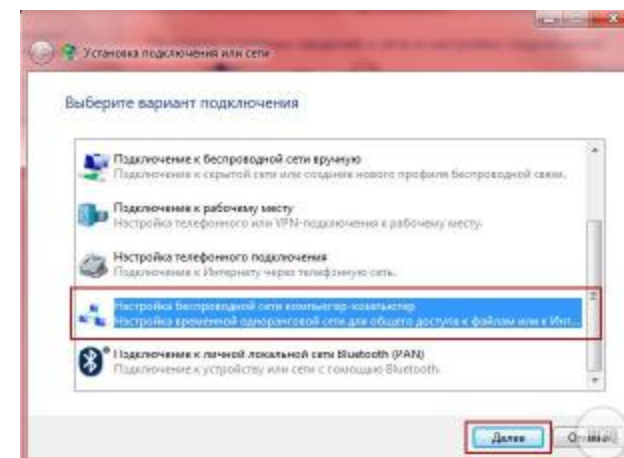 Установка подключения или сети
Выберите вариант подключения
Подключение к беспроводной сети вручную
Подключение к скрытой сети или создание нового профиля беспроводной связи.
Подключение к рабочему месту
Настройка телефонного или VPN-подключения к рабочему месту.
Настройка телефонного подключения
Подключение к Интернету через телефонную сеть.
Настройка беспроводной сети компьютер-компьютер
Настройка временной одноранговой сети для общего доступа к файлам или к Инт...
Подключение к личной локальной сети Bluetooth (PAN)
Подключение к устройству или сети с помощью Bluetooth.
Далее